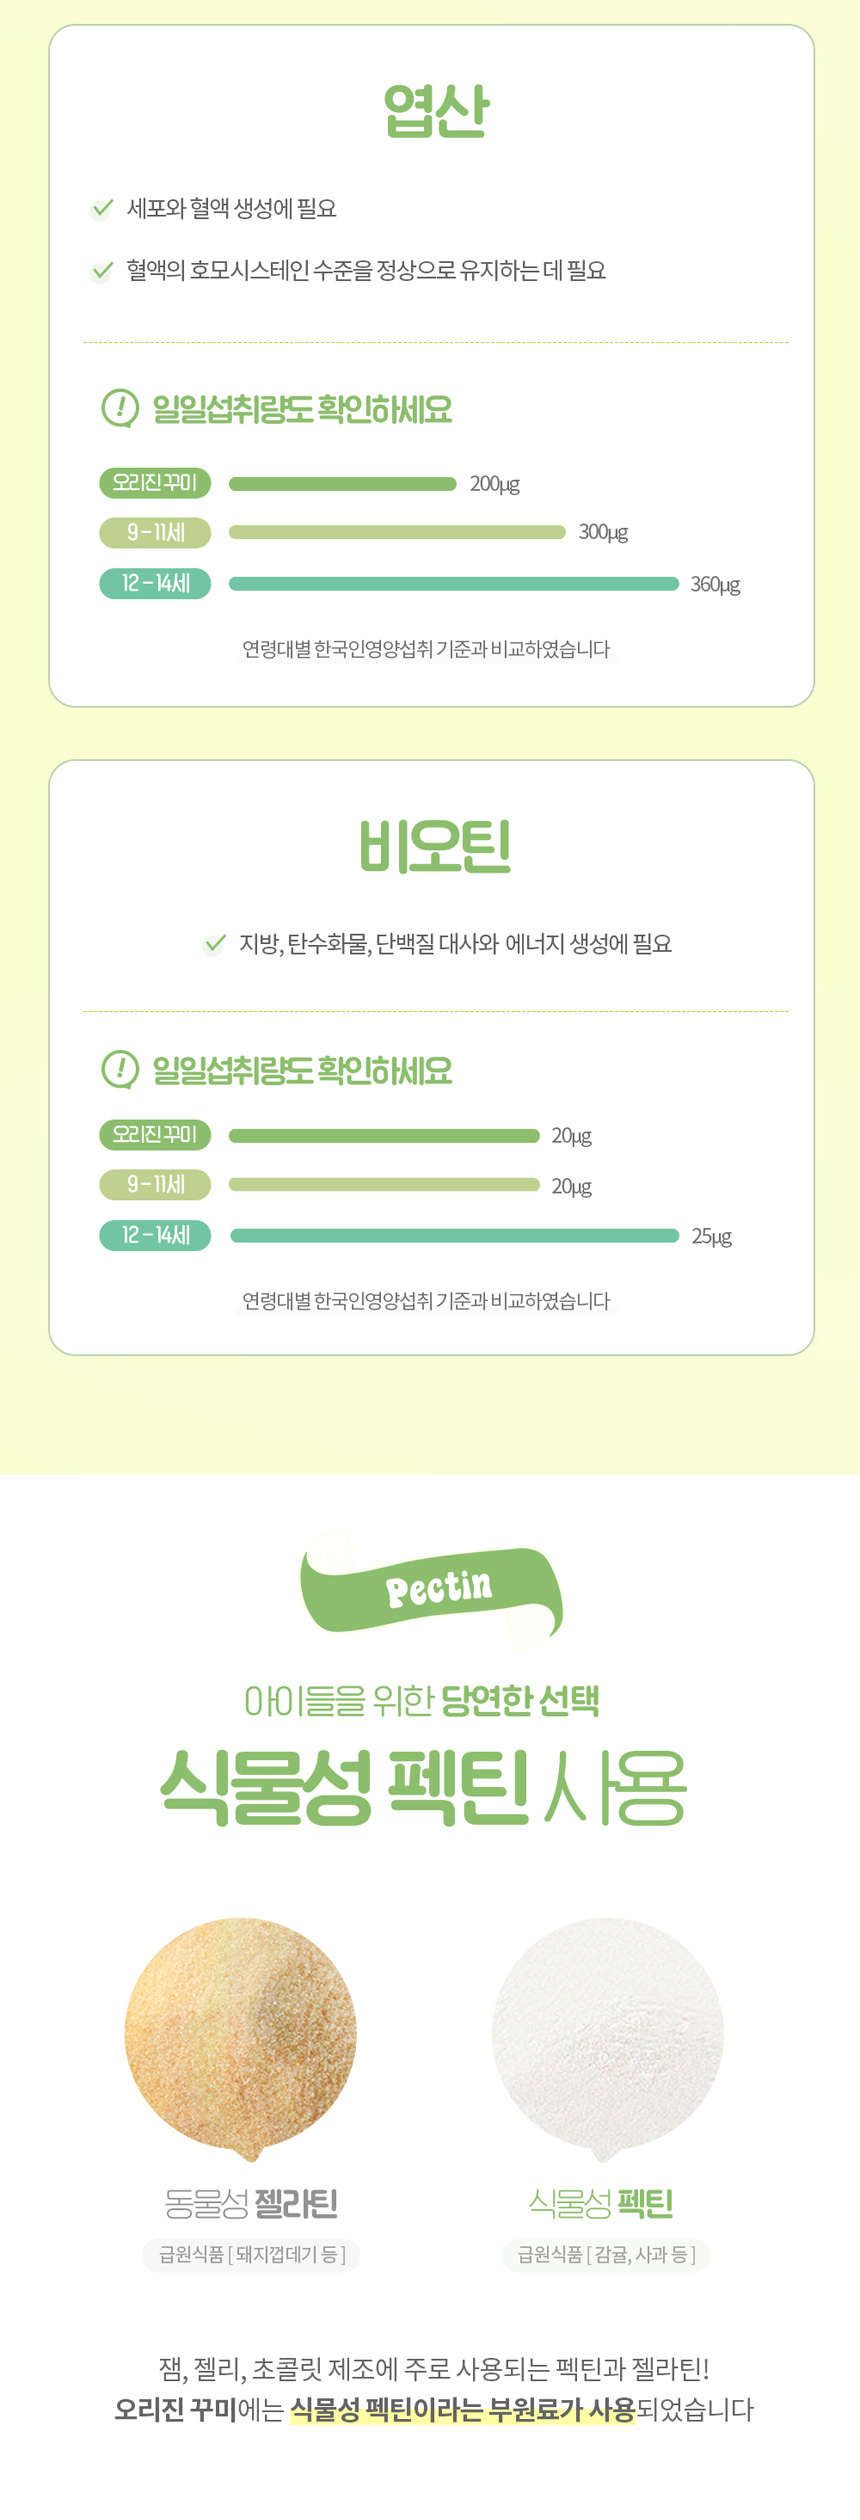 엽산
세포와 혈액 생성에 필요
혈액의 호모시스테인 수준을 정상으로 유지하는 데 필요
일일섭취량도 확인하세요
오리진 꾸미 200μg
9 - 11세 300μg
12 - 14세 360μg
연령대별 한국인영양섭취 기준과 비교하였습니다
비오틴
지방, 탄수화물, 단백질 대사와 에너지 생성에 필요
일일섭취량도 확인하세요
오리진 꾸미 20μg
9 - 11세 20μg
12 - 14세 25μg
연령대별 한국인영양섭취 기준과 비교하였습니다
Pectin
아이들을 위한 당연한 선택
식물성 펙틴 사용
동물성 젤라틴
급원식품 [ 돼지껍데기 등 ]
식물성 펙틴
급원식품 [ 감귤, 사과 등 ]
잼, 젤리, 초콜릿 제조에 주로 사용되는 펙틴과 젤라틴!
오리진 꾸미에는 식물성 펙틴이라는 부원료가 사용되었습니다